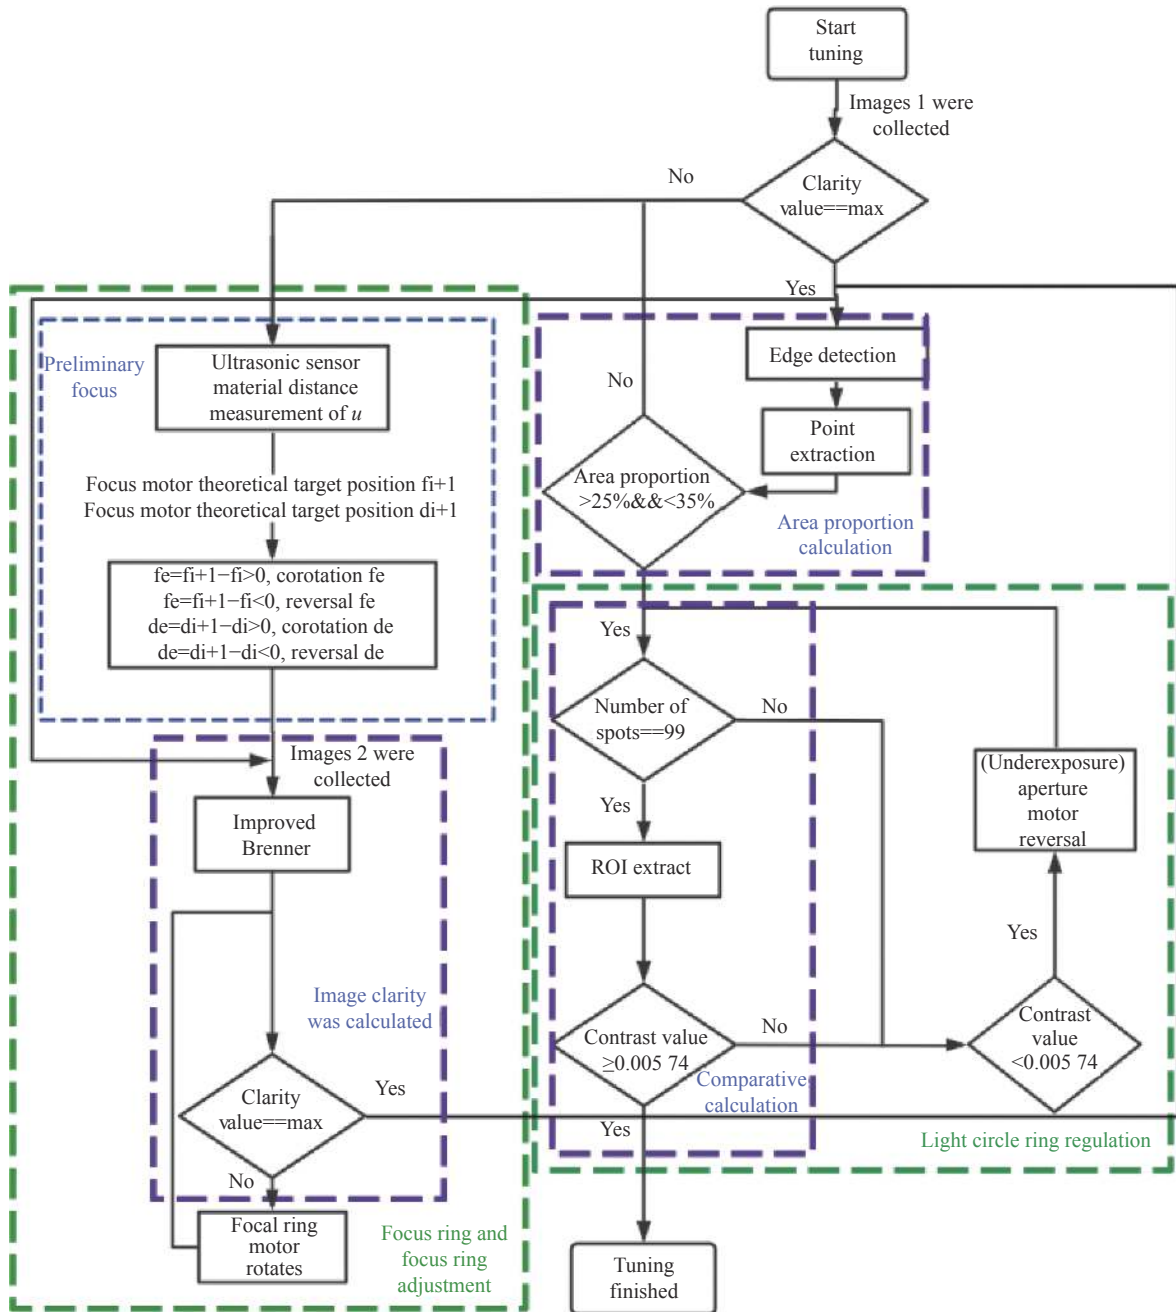 Start
tuning
Images 1 were
collected
No
Clarity
value==max
Yes
Preliminary
focus
Ultrasonic sensor
material distance
measurement of u
No
Edge detection
Point
extraction
Area proportion
>25%&&<35%
Area proportion
calculation
Focus motor theoretical target position fi+1
Focus motor theoretical target position di+1
fe=fi+1−fi>0, corotation fe
fe=fi+1−fi<0, reversal fe
de=di+1−di>0, corotation de
de=di+1−di<0, reversal de
Yes
Number of
spots==99
No
Images 2 were
collected
(Underexposure)
aperture
motor
reversal
Improved
Brenner
Yes
ROI extract
Yes
Image clarity
was calculated
Contrast value
≥0.005 74
No
Contrast
value
<0.005 74
Comparative
calculation
Clarity
value==max
Yes
Yes
Light circle ring regulation
No
Focal ring
motor
rotates
Focus ring and
focus ring
adjustment
Tuning
finished